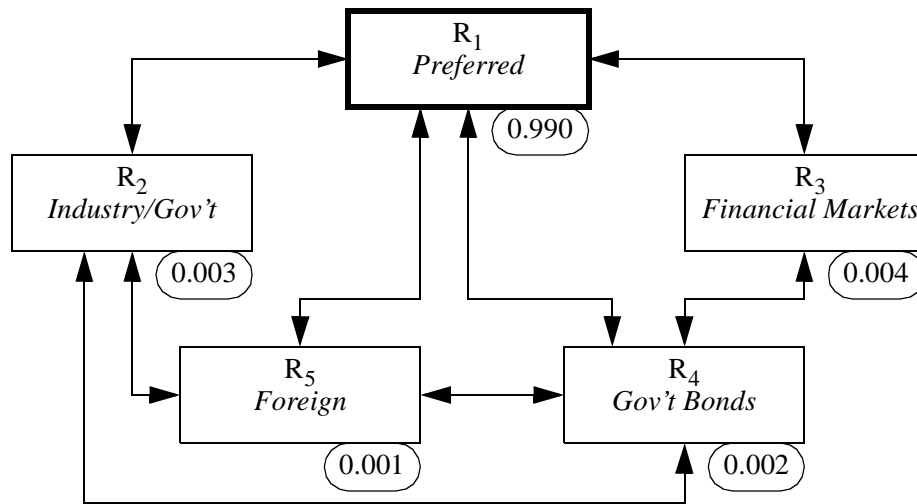 R1
Preferred
0.990
R2
Industry/Gov't
0.003
R3
Financial Markets
0.004
R5
Foreign
0.001
R4
Gov't Bonds
0.002